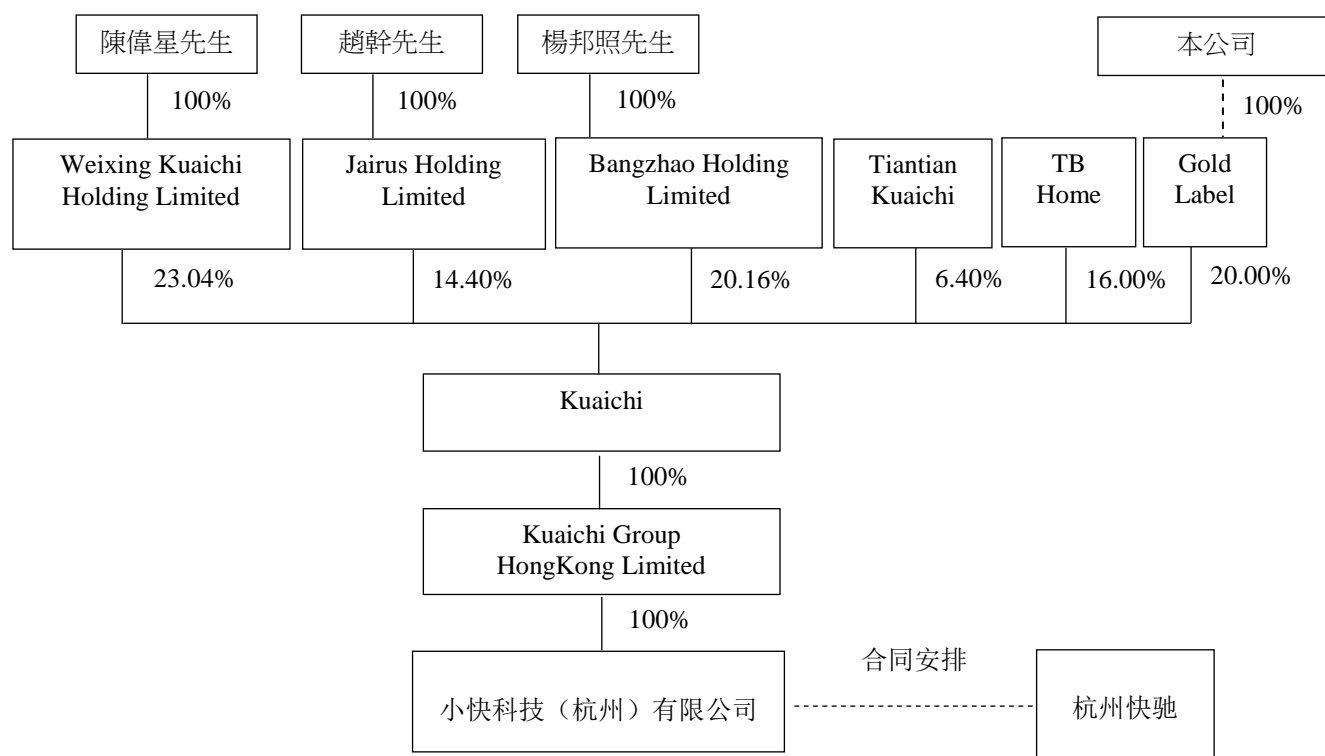 陳偉星先生
趙幹先生
楊邦照先生
本公司
100%
100%
100%
100%
Weixing Kuaichi
Holding Limited
Jairus Holding
Limited
Bangzhao Holding
Limited
Tiantian
Kuaichi
TB
Home
Gold
Label
23.04%
14.40%
20.16%
6.40%
16.00%
20.00%
Kuaichi
100%
Kuaichi Group
HongKong Limited
100%
合同安排
小快科技（杭州）有限公司
杭州快驰